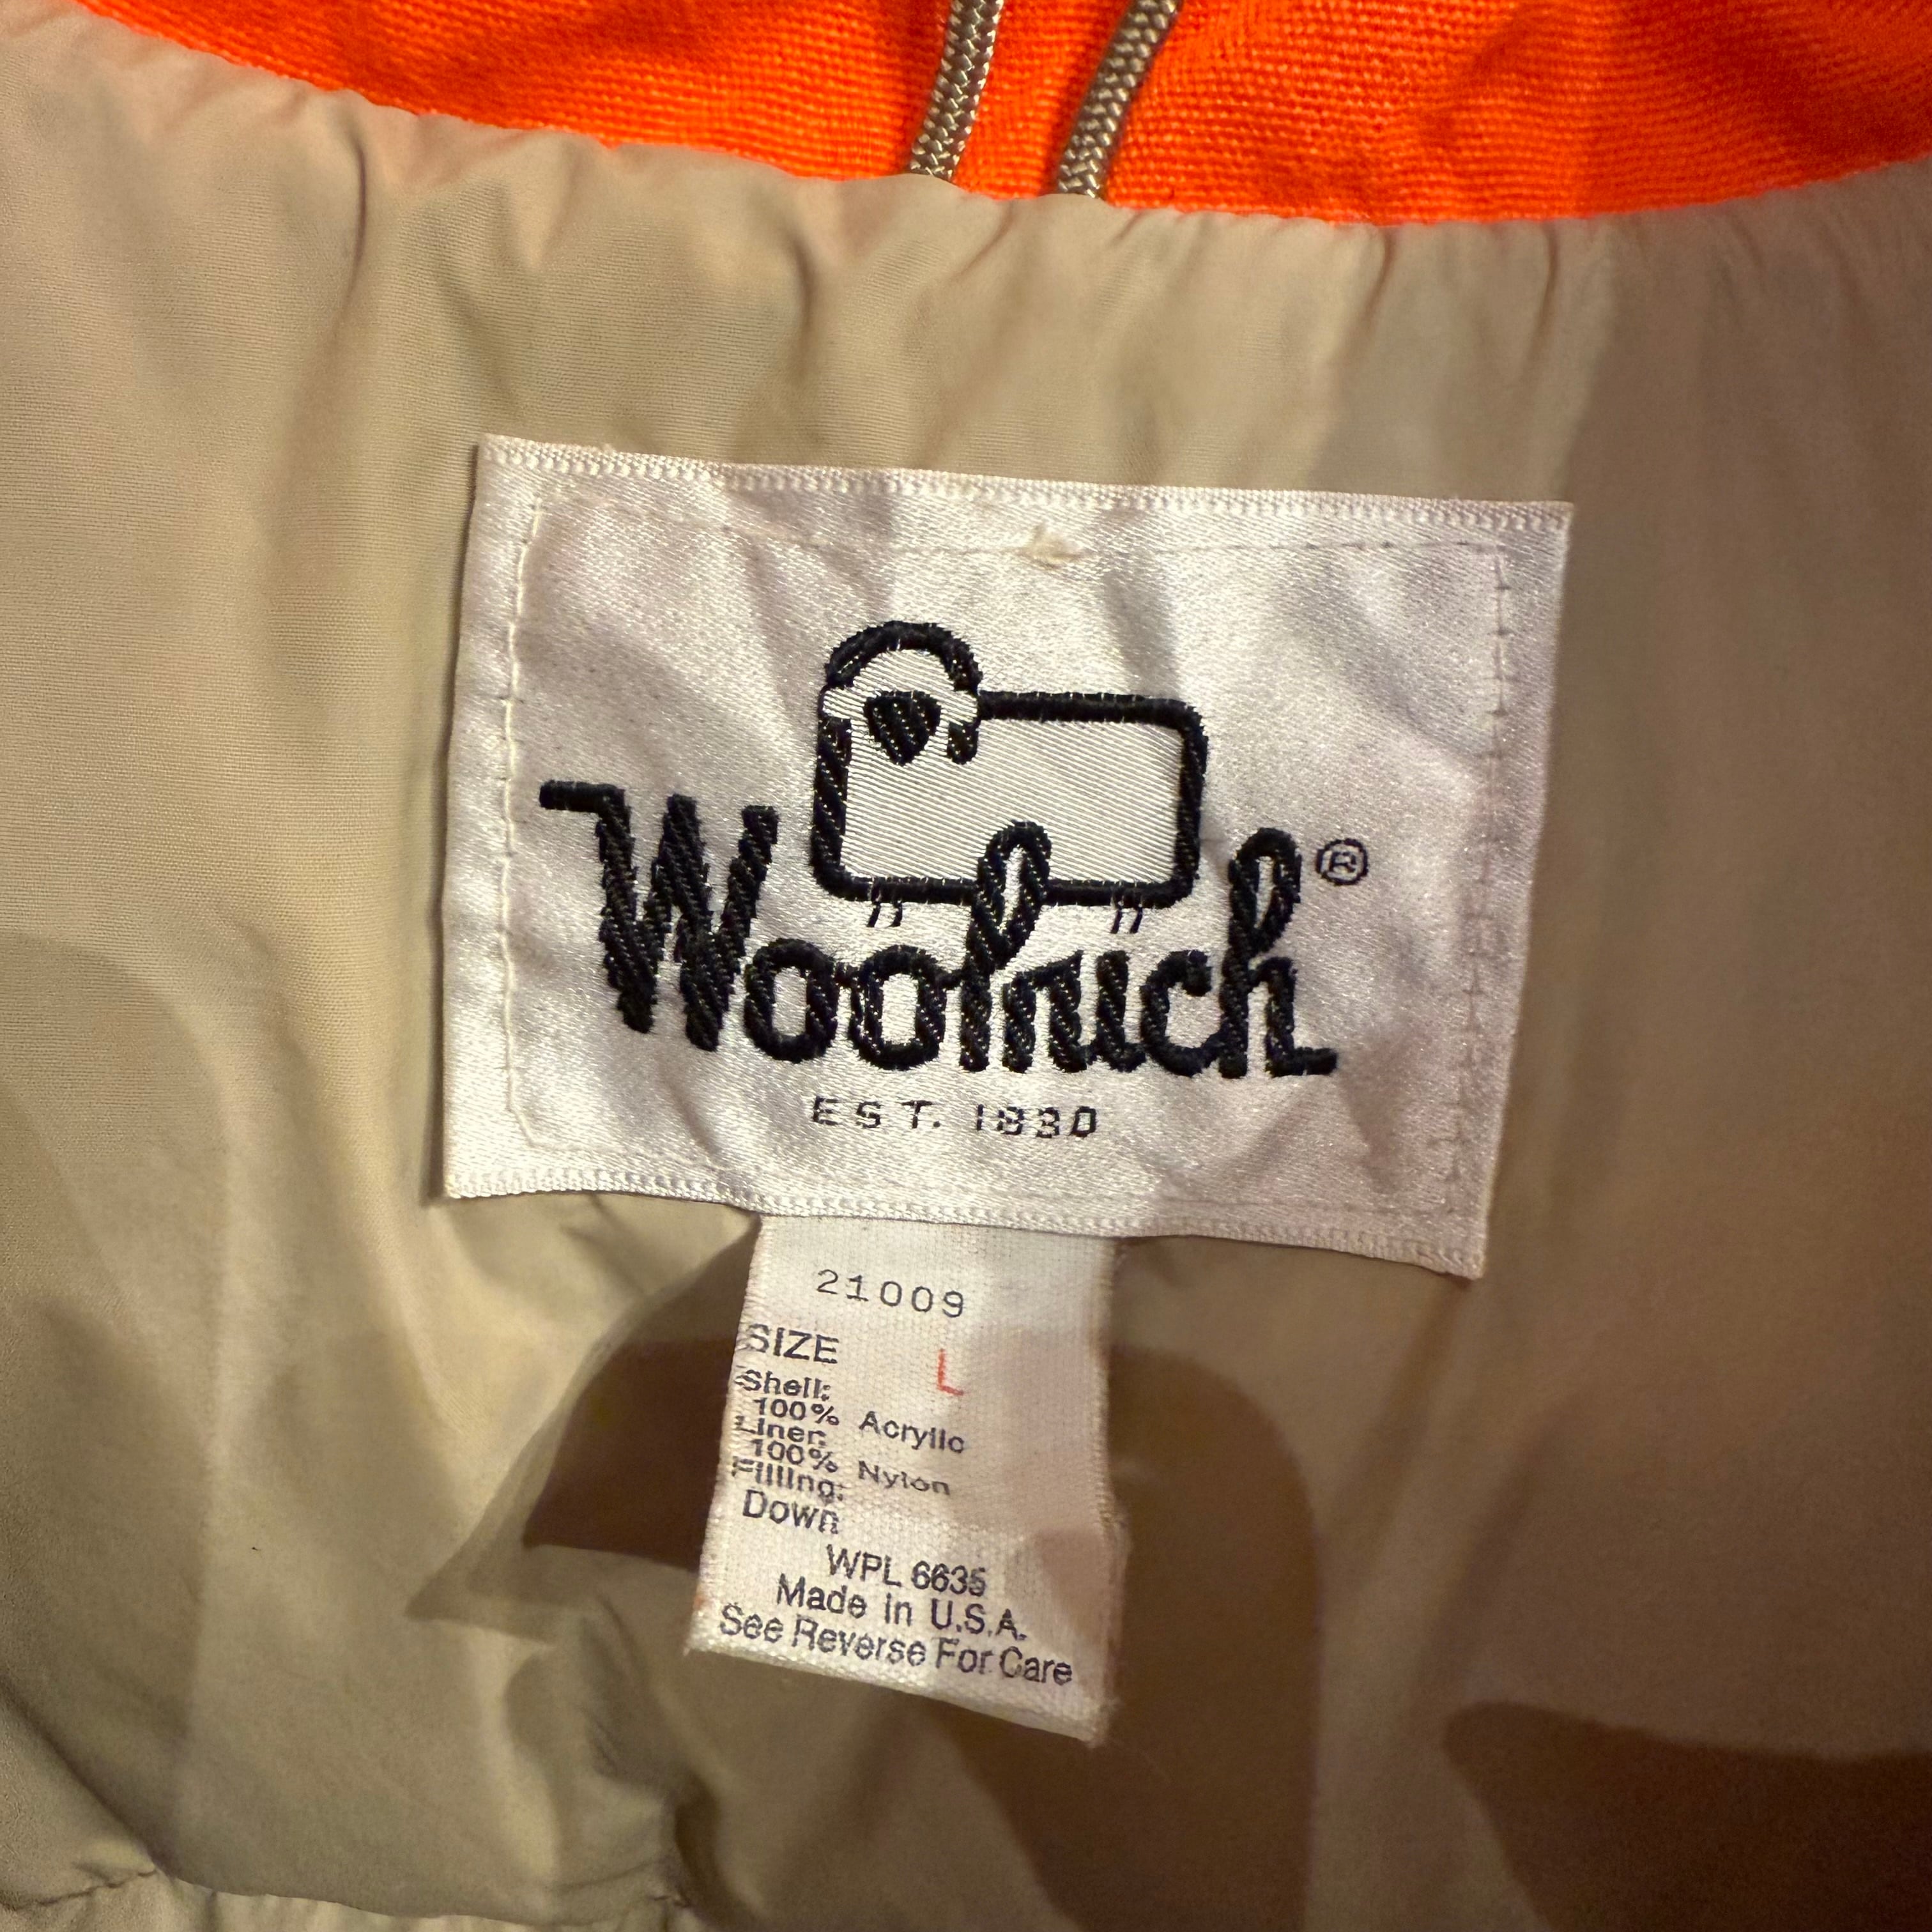 Woolrich®
EST. 1830
21009
SIZE L
Shell:
100% Acrylic
Liner:
100% Nylon
Filling:
Down
WPL 6635
Made in U.S.A.
See Reverse For Care